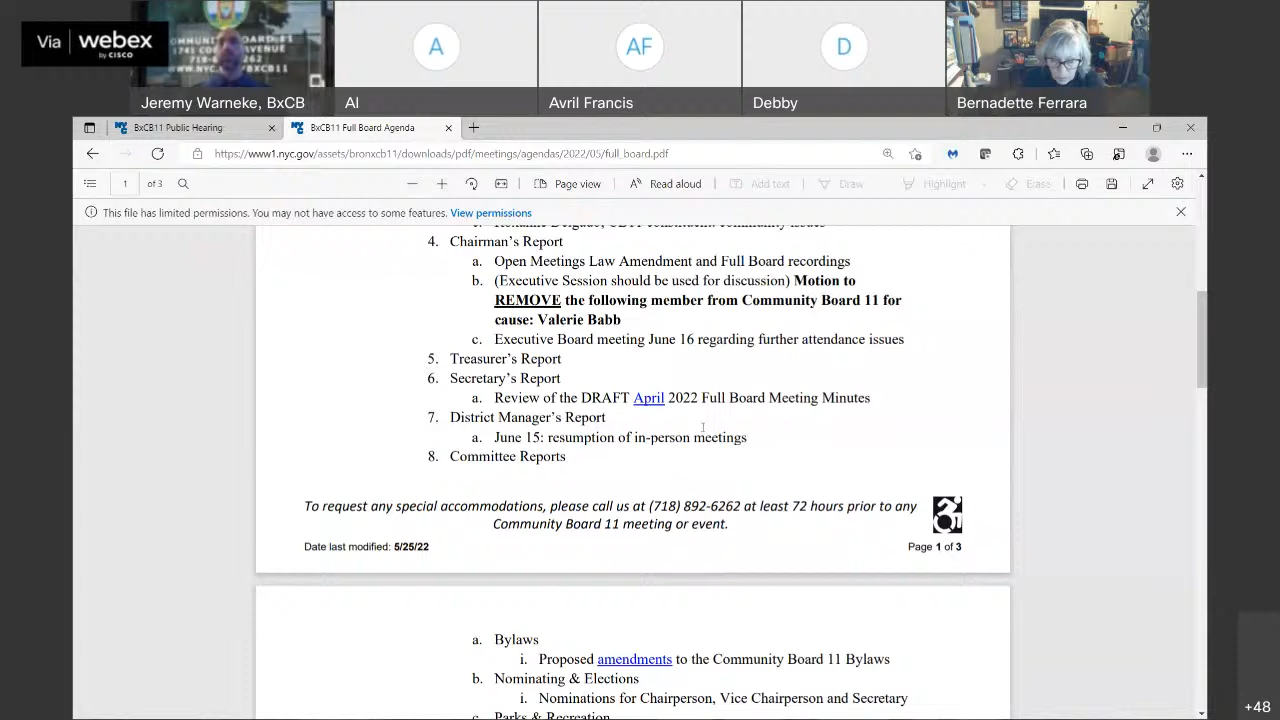 Via webex
by CISCO
COMMUNITY BOARD #1
WWW.NYC.
BXCB11
Jeremy Warneke, BxCB
AI
Avril Francis
Debby
Bernadette Ferrara
A
AF
D
BxCB11 Public Hearing
BxCB11 Full Board Agenda
https://www1.nyc.gov/assets/bronxcb11/downloads/pdf/meetings/agendas/2022/05/full_board.pdf
1 of 3
Page view
Read aloud
Add text
Draw
Highlight
Erase
This file has limited permissions. You may not have access to some features. View permissions
4. Chairman's Report
a. Open Meetings Law Amendment and Full Board recordings
b. (Executive Session should be used for discussion) Motion to
REMOVE the following member from Community Board 11 for
cause: Valerie Babb
c. Executive Board meeting June 16 regarding further attendance issues
5. Treasurer's Report
6. Secretary's Report
a. Review of the DRAFT April 2022 Full Board Meeting Minutes
7. District Manager's Report
a. June 15: resumption of in-person meetings
8. Committee Reports
To request any special accommodations, please call us at (718) 892-6262 at least 72 hours prior to any
Community Board 11 meeting or event.
Date last modified: 5/25/22
Page 1 of 3
a. Bylaws
i. Proposed amendments to the Community Board 11 Bylaws
b. Nominating & Elections
i. Nominations for Chairperson, Vice Chairperson and Secretary
c. Parks & Recreation
+48